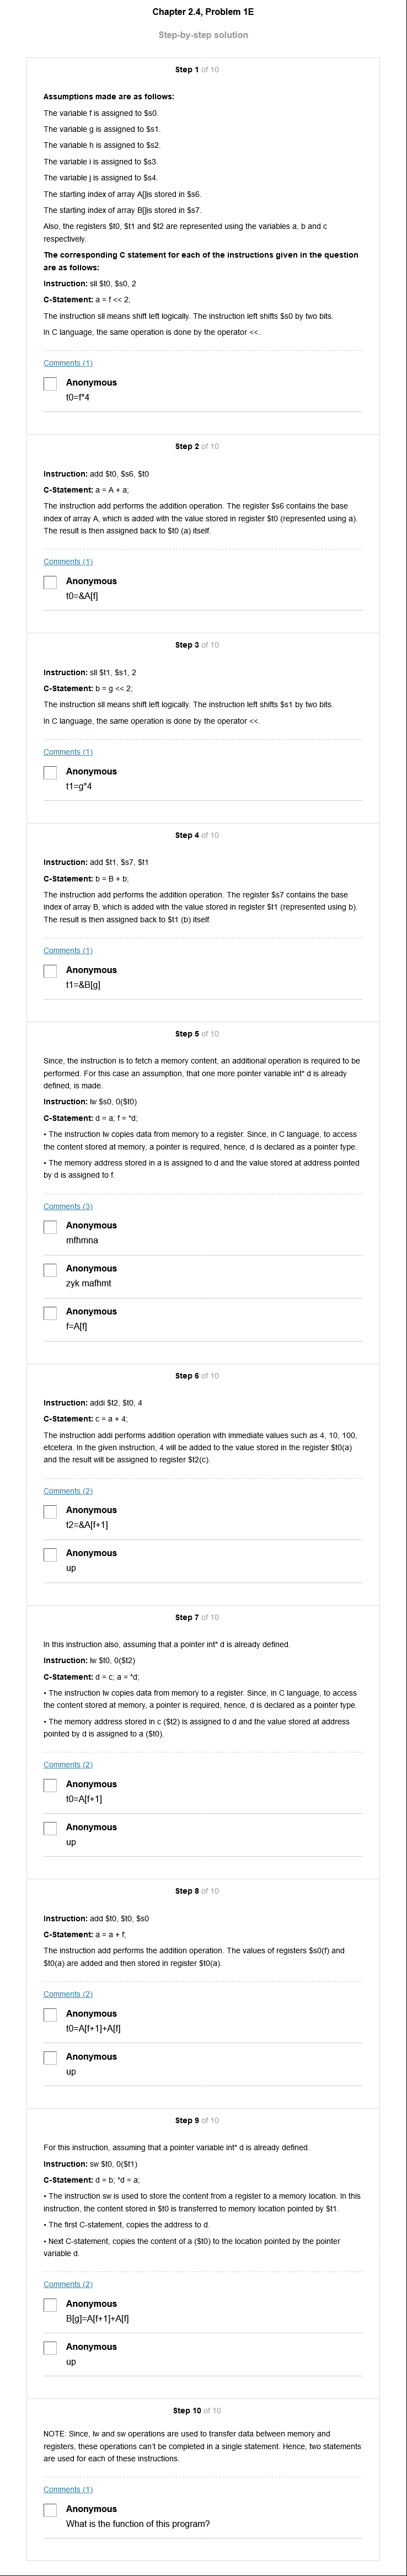 Chapter 2.4, Problem 1E
Step-by-step solution
Step 1 of 10
Assumptions made are as follows:
The variable f is assigned to $s0.
The variable g is assigned to $s1.
The variable h is assigned to $s2.
The variable i is assigned to $s3.
The variable j is assigned to $s4.
The starting index of array A[]is stored in $s6.
The starting index of array B[]is stored in $s7.
Also, the registers $t0, $t1 and $t2 are represented using the variables a, b and c
respectively.
The corresponding C statement for each of the instructions given in the question
are as follows:
Instruction: sll $t0, $s0, 2
C-Statement: a = f << 2;
The instruction sll means shift left logically. The instruction left shifts $s0 by two bits.
In C language, the same operation is done by the operator <<.
Comments (1)
Anonymous
t0=f*4
Step 2 of 10
Instruction: add $t0, $s6, $t0
C-Statement: a = A + a;
The instruction add performs the addition operation. The register $s6 contains the base
index of array A, which is added with the value stored in register $t0 (represented using a).
The result is then assigned back to $t0 (a) itself.
Comments (1)
Anonymous
t0=&A[f]
Step 3 of 10
Instruction: sll $t1, $s1, 2
C-Statement: b = g << 2;
The instruction sll means shift left logically. The instruction left shifts $s1 by two bits.
In C language, the same operation is done by the operator <<.
Comments (1)
Anonymous
t1=g*4
Step 4 of 10
Instruction: add $t1, $s7, $t1
C-Statement: b = B + b;
The instruction add performs the addition operation. The register $s7 contains the base
index of array B, which is added with the value stored in register $t1 (represented using b).
The result is then assigned back to $t1 (b) itself.
Comments (1)
Anonymous
t1=&B[g]
Step 5 of 10
Since, the instruction is to fetch a memory content, an additional operation is required to be
performed. For this case an assumption, that one more pointer variable int* d is already
defined, is made.
Instruction: lw $s0, 0($t0)
C-Statement: d = a; f = *d;
• The instruction lw copies data from memory to a register. Since, in C language, to access
the content stored at memory, a pointer is required, hence, d is declared as a pointer type.
• The memory address stored in a is assigned to d and the value stored at address pointed
by d is assigned to f.
Comments (3)
Anonymous
mfhmna
Anonymous
zyk mafhmt
Anonymous
f=A[f]
Step 6 of 10
Instruction: addi $t2, $t0, 4
C-Statement: c = a + 4;
The instruction addi performs addition operation with immediate values such as 4, 10, 100,
etcetera. In the given instruction, 4 will be added to the value stored in the register $t0(a)
and the result will be assigned to register $t2(c).
Comments (2)
Anonymous
t2=&A[f+1]
Anonymous
up
Step 7 of 10
In this instruction also, assuming that a pointer int* d is already defined.
Instruction: lw $t0, 0($t2)
C-Statement: d = c; a = *d;
• The instruction lw copies data from memory to a register. Since, in C language, to access
the content stored at memory, a pointer is required, hence, d is declared as a pointer type.
• The memory address stored in c ($t2) is assigned to d and the value stored at address
pointed by d is assigned to a ($t0).
Comments (2)
Anonymous
t0=A[f+1]
Anonymous
up
Step 8 of 10
Instruction: add $t0, $t0, $s0
C-Statement: a = a + f;
The instruction add performs the addition operation. The values of registers $s0(f) and
$t0(a) are added and then stored in register $t0(a).
Comments (2)
Anonymous
t0=A[f+1]+A[f]
Anonymous
up
Step 9 of 10
For this instruction, assuming that a pointer variable int* d is already defined.
Instruction: sw $t0, 0($t1)
C-Statement: d = b; *d = a;
• The instruction sw is used to store the content from a register to a memory location. In this
instruction, the content stored in $t0 is transferred to memory location pointed by $t1.
• The first C-statement, copies the address to d.
• Next C-statement, copies the content of a ($t0) to the location pointed by the pointer
variable d.
Comments (2)
Anonymous
B[g]=A[f+1]+A[f]
Anonymous
up
Step 10 of 10
NOTE: Since, lw and sw operations are used to transfer data between memory and
registers, these operations can't be completed in a single statement. Hence, two statements
are used for each of these instructions.
Comments (1)
Anonymous
What is the function of this program?